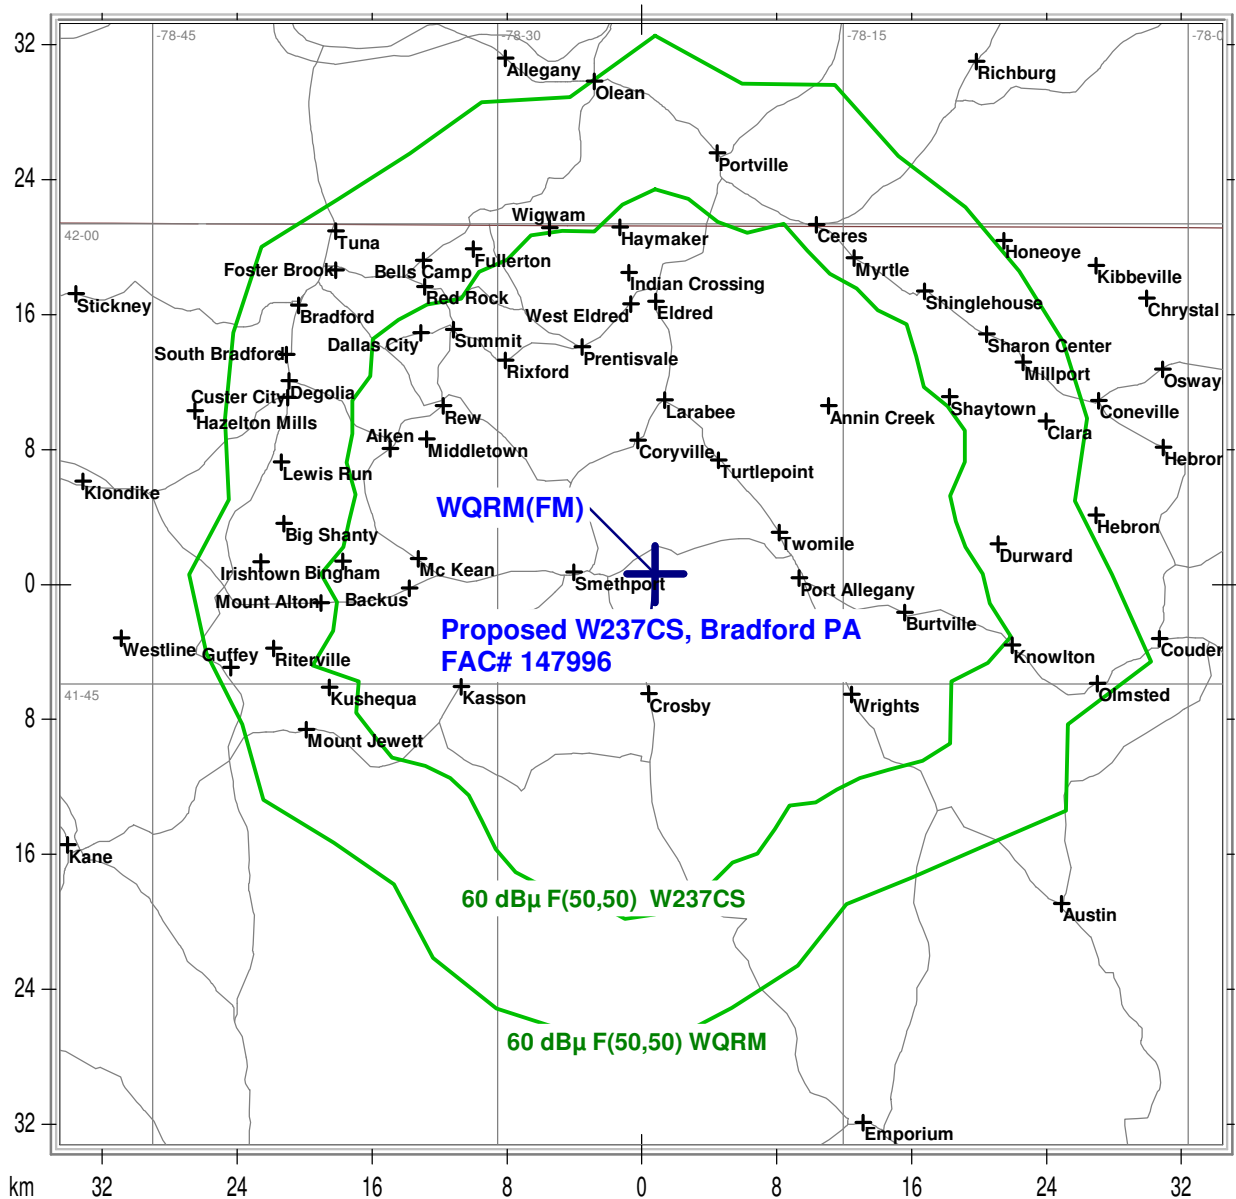 32
-78-45
-78-30
-78-15
-78-0
Allegany
Richburg
Olean
24
Portville
Wigwam
42-00
Tuna
Haymaker
Ceres
Honeoye
Foster Brook
Bells Camp
Fullerton
Myrtle
Kibbeville
Stickney
Red Rock
Indian Crossing
Shinglehouse
Chrystal
16
Bradford
West Eldred
Eldred
South Bradford
Dallas City
Summit
Prentisvale
Sharon Center
Rixford
Millport
Osway
Custer City
Degolia
Hazelton Mills
Rew
Larabee
Annin Creek
Shaytown
Coneville
8
Aiken
Middletown
Coryville
Clara
Hebror
Klondike
Lewis Run
Turtlepoint
WQRM(FM)
Big Shanty
Twomile
Hebron
Irishtown
Bingham
Mc Kean
Durward
0
Smethport
Port Allegany
Mount Alton
Backus
Burtville
Proposed W237CS, Bradford PA
FAC# 147996
Westline
Guffey
Riterville
Knowlton
Couder
41-45
Kushequa
Kasson
Crosby
Wrights
Olmsted
8
Mount Jewett
16
Kane
60 dBµ F(50,50) W237CS
Austin
24
60 dBµ F(50,50) WQRM
32
Emporium
km
32
24
16
8
0
8
16
24
32